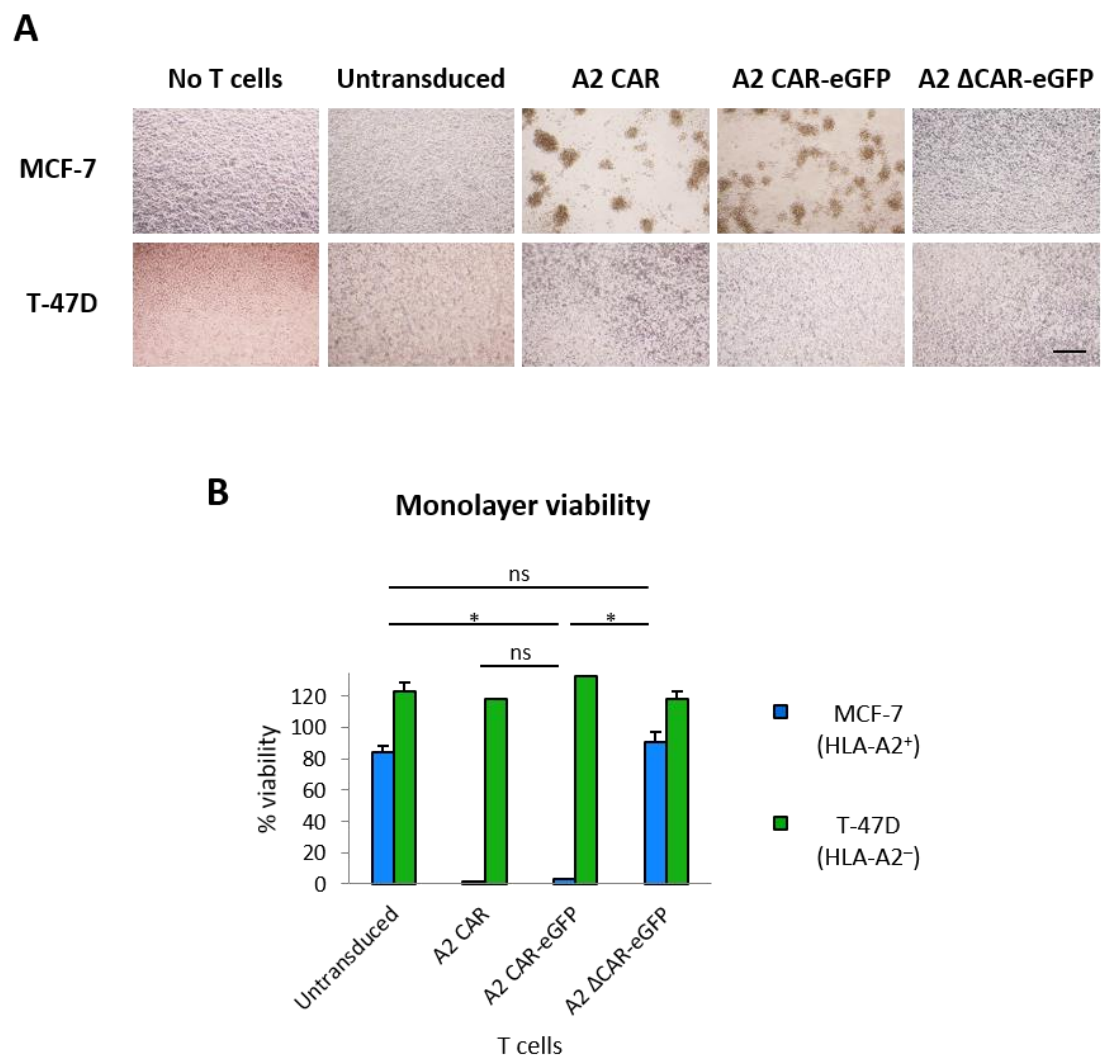 A
No T cells Untransduced A2 CAR A2 CAR-eGFP A2 ΔCAR-eGFP
MCF-7
T-47D
B
Monolayer viability
ns
* *
ns
% viability
120
100
80
60
40
20
0
Untransduced
A2 CAR
A2 CAR-eGFP
A2 ΔCAR-eGFP
T cells
MCF-7
(HLA-A2⁺)
T-47D
(HLA-A2⁻)